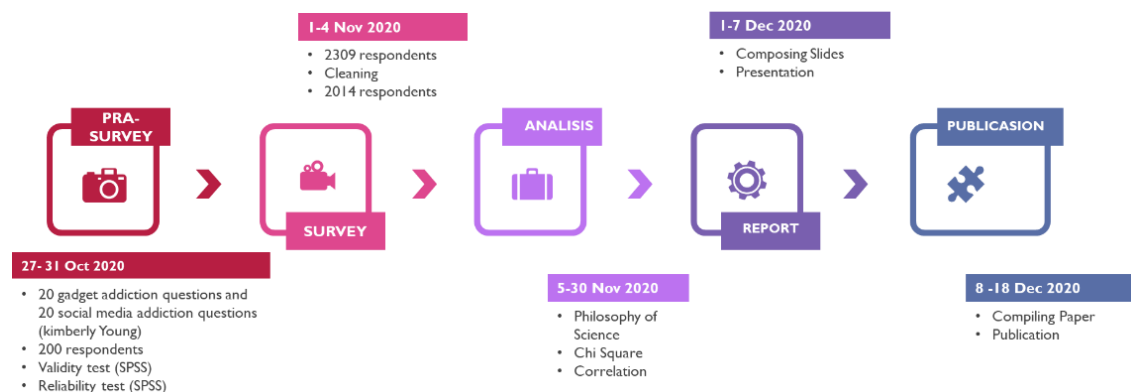 PRA-
SURVEY
27- 31 Oct 2020
• 20 gadget addiction questions and
20 social media addiction questions
(kimberly Young)
• 200 respondents
• Validity test (SPSS)
• Reliability test (SPSS)
1-4 Nov 2020
• 2309 respondents
• Cleaning
• 2014 respondents
SURVEY
ANALISIS
5-30 Nov 2020
• Philosophy of
Science
• Chi Square
• Correlation
1-7 Dec 2020
• Composing Slides
• Presentation
REPORT
PUBLICASION
8 -18 Dec 2020
• Compiling Paper
• Publication